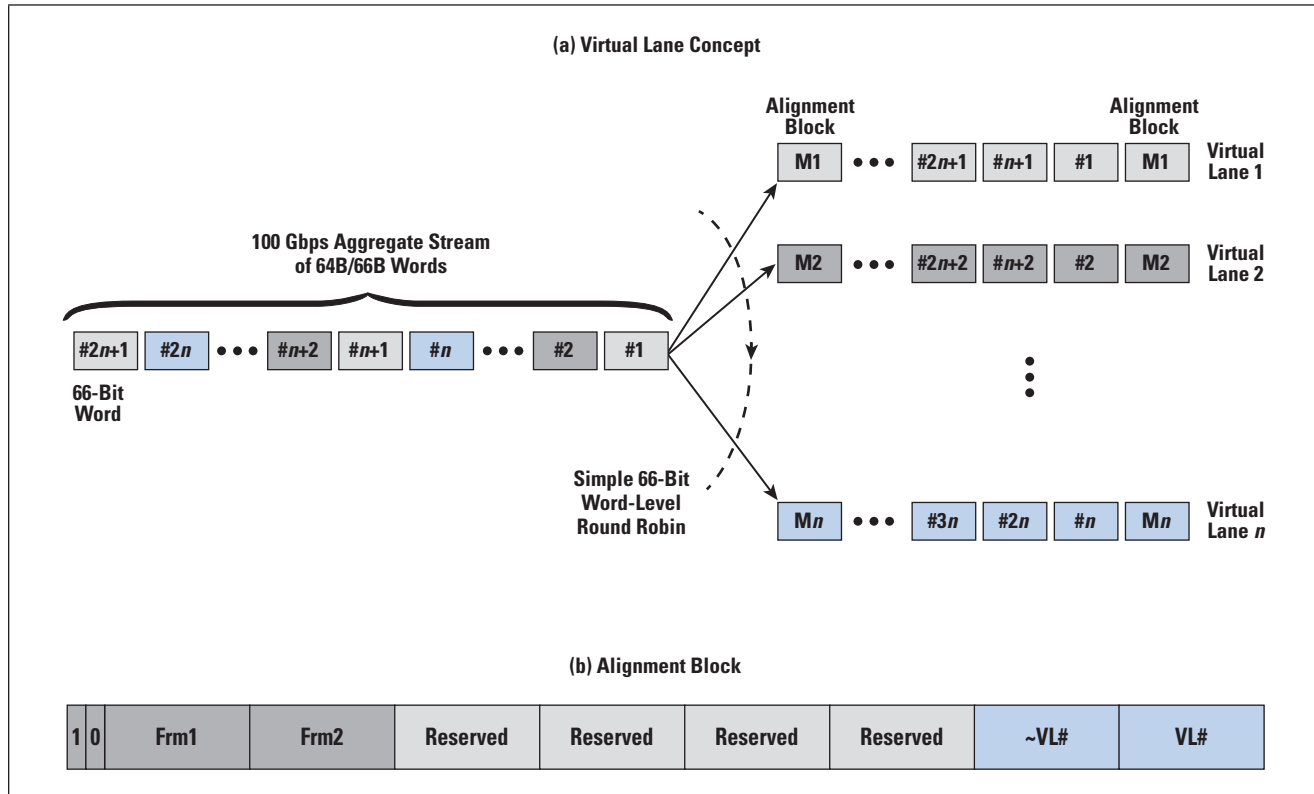 (a) Virtual Lane Concept
Alignment
Block
Alignment
Block
M1 ••• #2n+1 #n+1 #1 M1
Virtual
Lane 1
100 Gbps Aggregate Stream
of 64B/66B Words
M2 ••• #2n+2 #n+2 #2 M2
Virtual
Lane 2
#2n+1 #2n ••• #n+2 #n+1 #n ••• #2 #1
66-Bit
Word
Simple 66-Bit
Word-Level
Round Robin
Mn ••• #3n #2n #n Mn
Virtual
Lane n
(b) Alignment Block
1 0 Frm1 Frm2 Reserved Reserved Reserved Reserved ~VL# VL#